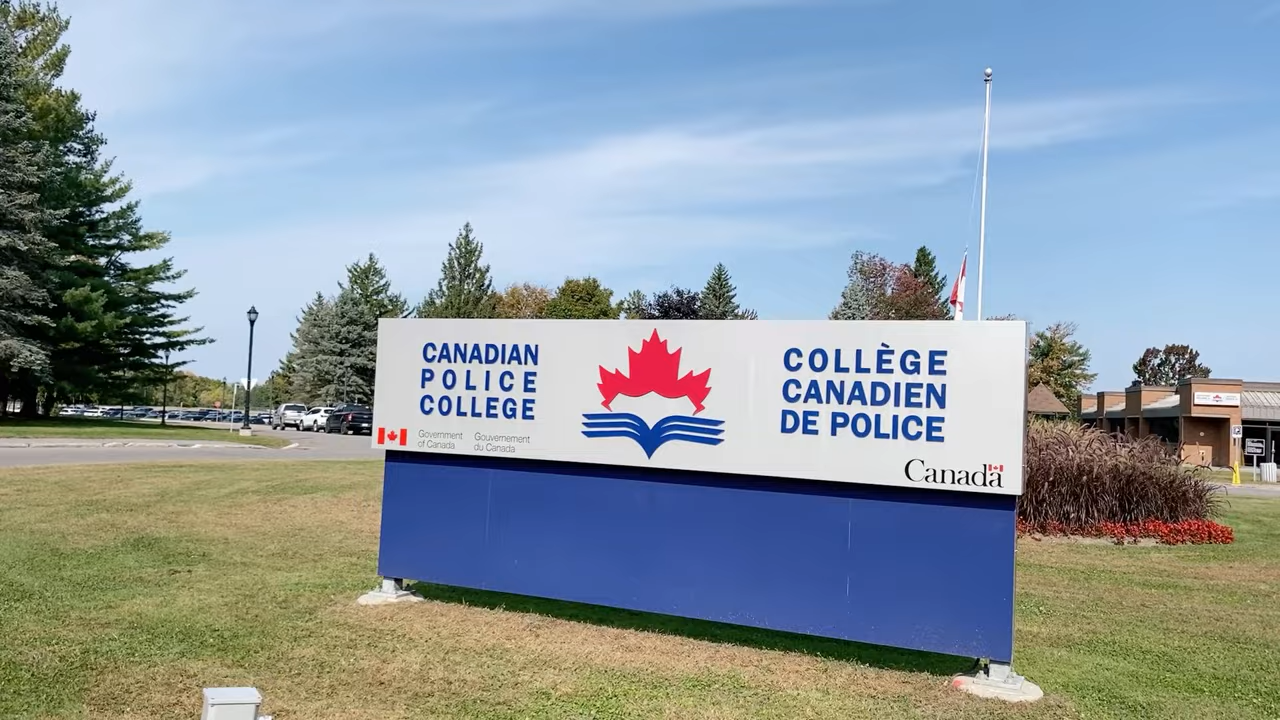 CANADIAN
POLICE
COLLEGE
COLLÈGE
CANADIEN
DE POLICE
Government
of Canada
Gouvernement
du Canada
Canada